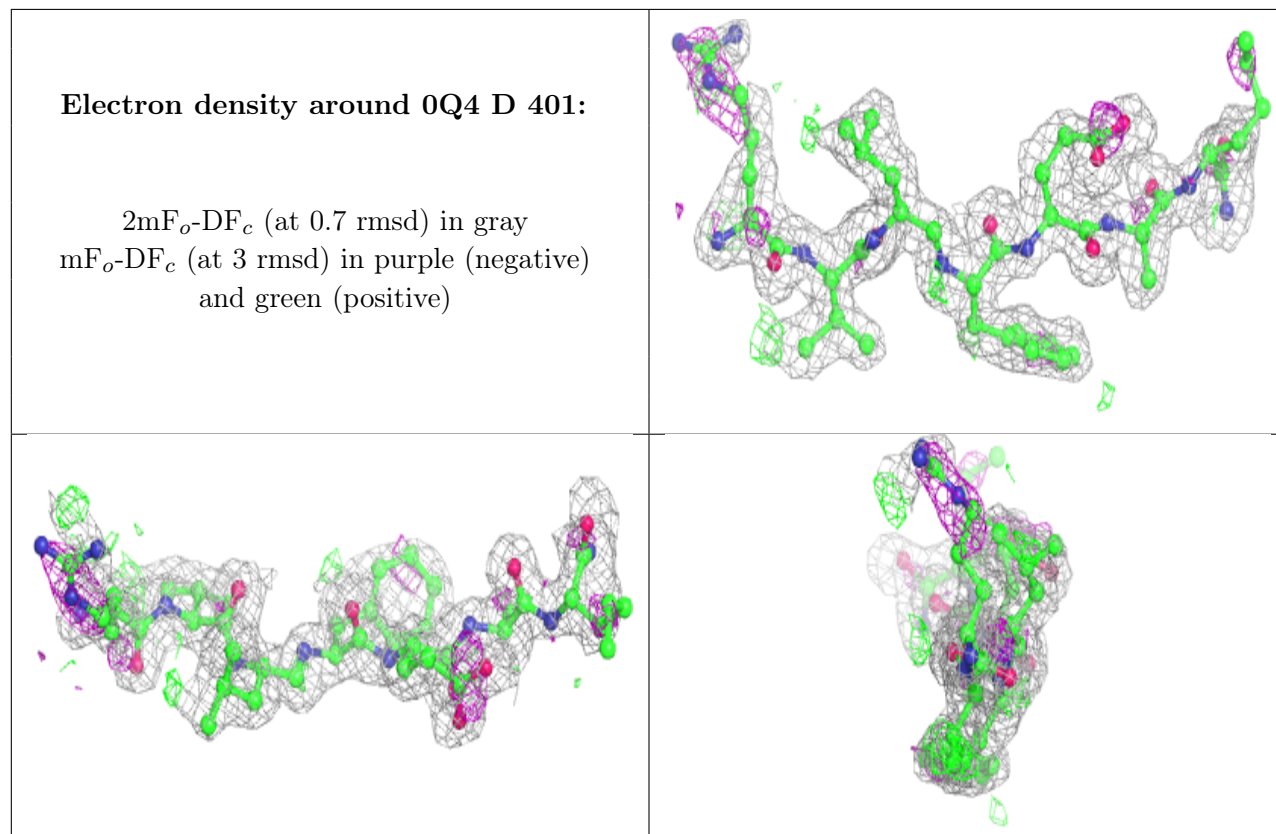 Electron density around 0Q4 D 401:
2mFo-DFc (at 0.7 rmsd) in gray
mFo-DFc (at 3 rmsd) in purple (negative)
and green (positive)